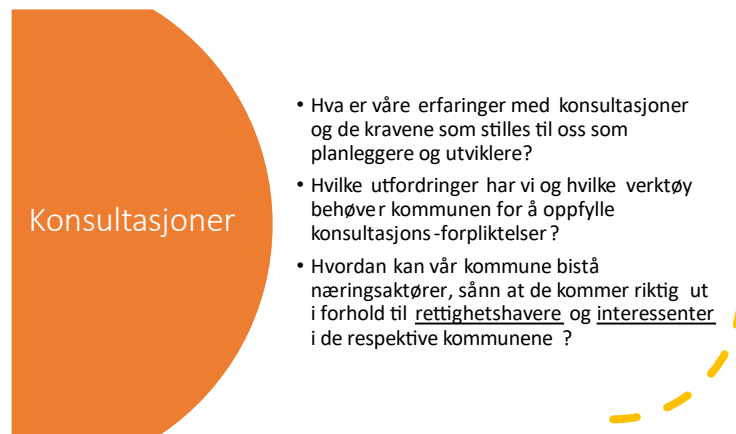 Konsultasjoner
• Hva er våre erfaringer med konsultasjoner
og de kravene som stilles til oss som
planleggere og utviklere?
• Hvilke utfordringer har vi og hvilke verktøy
behøver kommunen for å oppfylle
konsultasjons-forpliktelser?
• Hvordan kan vår kommune bistå
næringsaktører, sånn at de kommer riktig ut
i forhold til rettighetshavere og interessenter
i de respektive kommunene ?